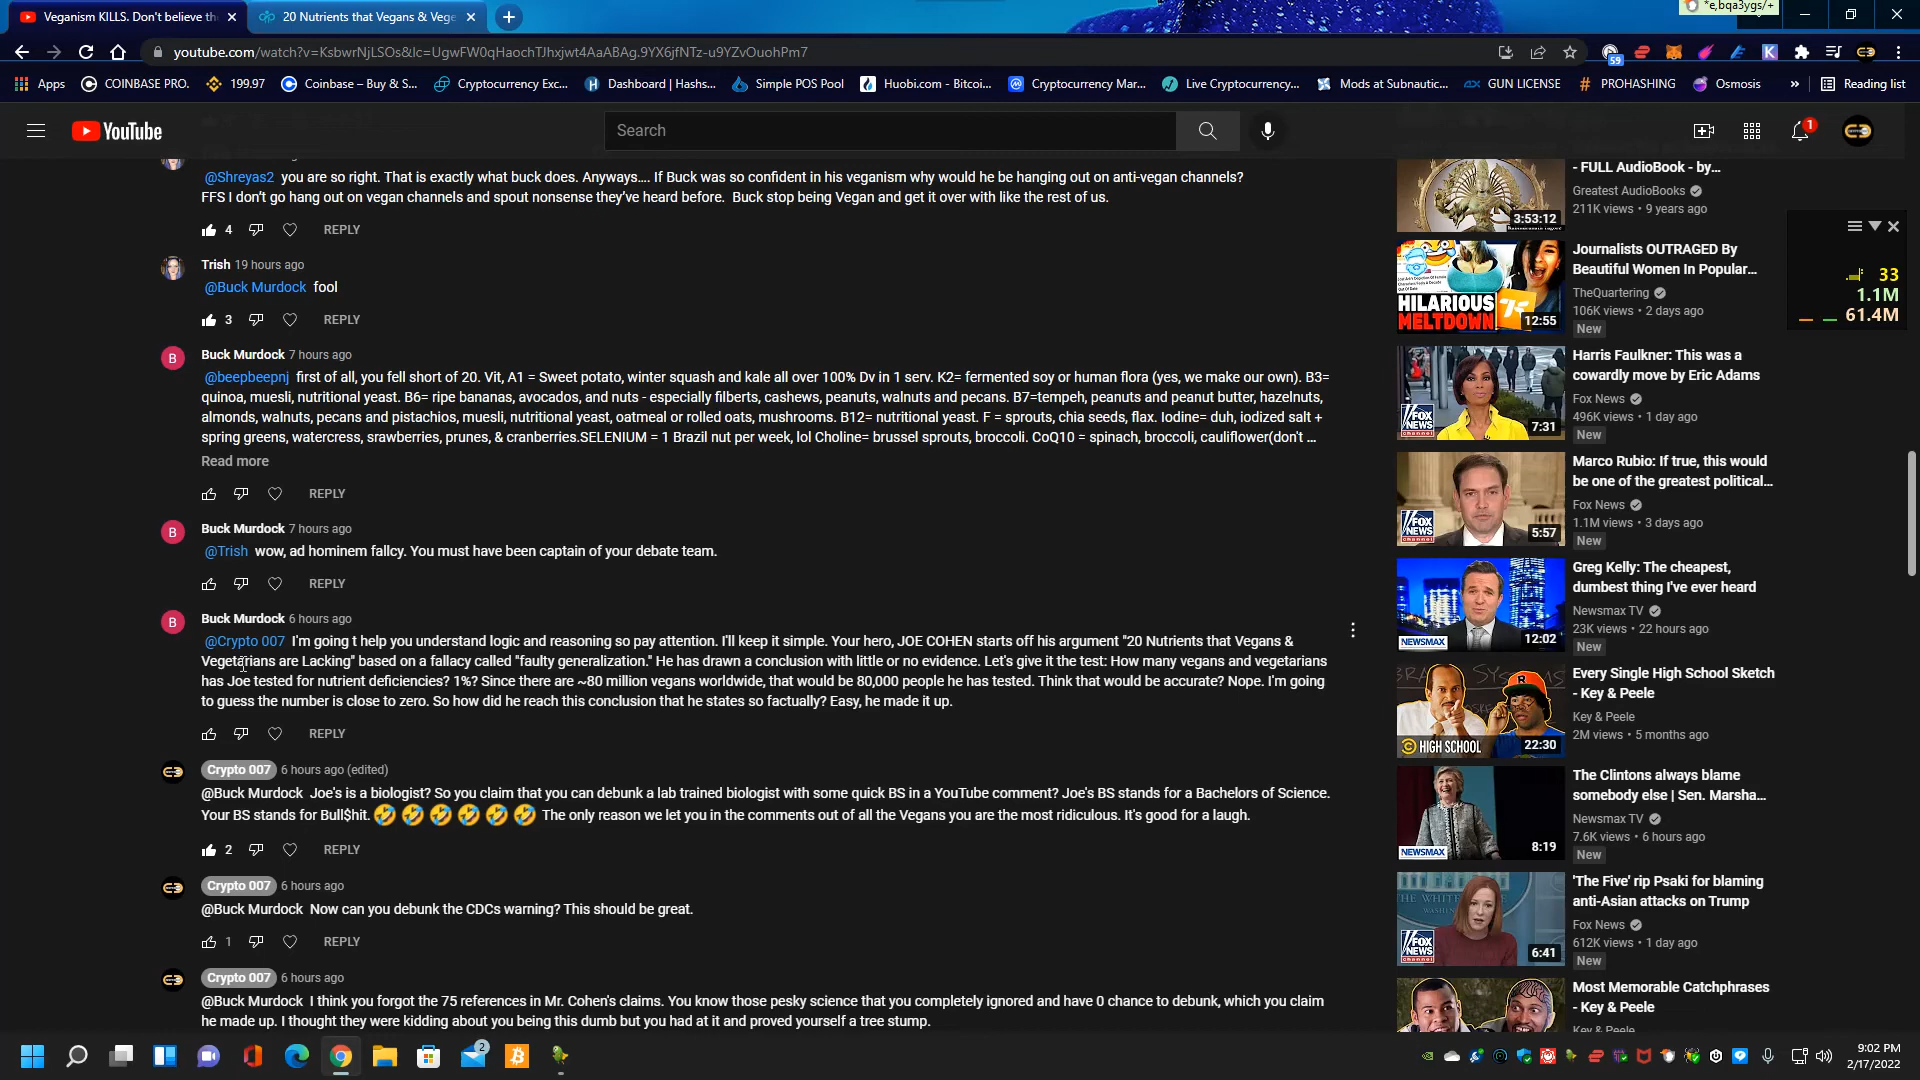 Veganism KILLS. Don't believe th
20 Nutrients that Vegans & Vege
*e,bqa3ygs/+
youtube.com/watch?v=KsbwrNjLSOs&lc=UgwFW0qHaochTJhxjwt4AaABAg.9YX6jfNTz-u9YZvOuohPm7
59
Apps
COINBASE PRO.
199.97
Coinbase – Buy & S...
Cryptocurrency Exc...
Dashboard | Hashs...
Simple POS Pool
Huobi.com - Bitcoi...
Cryptocurrency Mar...
Live Cryptocurrency...
Mods at Subnautic...
GUN LICENSE
PROHASHING
Osmosis
»
Reading list
YouTube
Search
1
@Shreyas2 you are so right. That is exactly what buck does. Anyways.... If Buck was so confident in his veganism why would he be hanging out on anti-vegan channels?
FFS I don't go hang out on vegan channels and spout nonsense they've heard before. Buck stop being Vegan and get it over with like the rest of us.
4
REPLY
Trish 19 hours ago
@Buck Murdock fool
3
REPLY
B
Buck Murdock 7 hours ago
@beepbeepnj first of all, you fell short of 20. Vit, A1 = Sweet potato, winter squash and kale all over 100% Dv in 1 serv. K2= fermented soy or human flora (yes, we make our own). B3=
quinoa, muesli, nutritional yeast. B6= ripe bananas, avocados, and nuts - especially filberts, cashews, peanuts, walnuts and pecans. B7=tempeh, peanuts and peanut butter, hazelnuts,
almonds, walnuts, pecans and pistachios, muesli, nutritional yeast, oatmeal or rolled oats, mushrooms. B12= nutritional yeast. F = sprouts, chia seeds, flax. Iodine= duh, iodized salt +
spring greens, watercress, srawberries, prunes, & cranberries.SELENIUM = 1 Brazil nut per week, lol Choline= brussel sprouts, broccoli. CoQ10 = spinach, broccoli, cauliflower(don't ...
Read more
REPLY
B
Buck Murdock 7 hours ago
@Trish wow, ad hominem fallcy. You must have been captain of your debate team.
REPLY
B
Buck Murdock 6 hours ago
@Crypto 007 I'm going t help you understand logic and reasoning so pay attention. I'll keep it simple. Your hero, JOE COHEN starts off his argument "20 Nutrients that Vegans &
Vegetarians are Lacking" based on a fallacy called "faulty generalization." He has drawn a conclusion with little or no evidence. Let's give it the test: How many vegans and vegetarians
has Joe tested for nutrient deficiencies? 1%? Since there are ~80 million vegans worldwide, that would be 80,000 people he has tested. Think that would be accurate? Nope. I'm going
to guess the number is close to zero. So how did he reach this conclusion that he states so factually? Easy, he made it up.
REPLY
Crypto 007 6 hours ago (edited)
@Buck Murdock Joe's is a biologist? So you claim that you can debunk a lab trained biologist with some quick BS in a YouTube comment? Joe's BS stands for a Bachelors of Science.
Your BS stands for Bull$hit. 🤣🤣🤣🤣🤣🤣 The only reason we let you in the comments out of all the Vegans you are the most ridiculous. It's good for a laugh.
2
REPLY
Crypto 007 6 hours ago
@Buck Murdock Now can you debunk the CDCs warning? This should be great.
1
REPLY
Crypto 007 6 hours ago
@Buck Murdock I think you forgot the 75 references in Mr. Cohen's claims. You know those pesky science that you completely ignored and have 0 chance to debunk, which you claim
he made up. I thought they were kidding about you being this dumb but you had at it and proved yourself a tree stump.
3:53:12
- FULL AudioBook - by...
Greatest AudioBooks
211K views • 9 years ago
HILARIOUS
MELTDOWN
12:55
Journalists OUTRAGED By
Beautiful Women In Popular...
TheQuartering
106K views • 2 days ago
New
33
1.1M
61.4M
FOX
NEWS
channel
7:31
Harris Faulkner: This was a
cowardly move by Eric Adams
Fox News
496K views • 1 day ago
New
FOX
NEWS
channel
5:57
Marco Rubio: If true, this would
be one of the greatest political...
Fox News
1.1M views • 3 days ago
New
NEWSMAX
12:02
Greg Kelly: The cheapest,
dumbest thing I've ever heard
Newsmax TV
23K views • 22 hours ago
New
HIGH SCHOOL
22:30
Every Single High School Sketch
- Key & Peele
Key & Peele
2M views • 5 months ago
NEWSMAX
8:19
The Clintons always blame
somebody else | Sen. Marsha...
Newsmax TV
7.6K views • 6 hours ago
New
FOX
NEWS
channel
6:41
'The Five' rip Psaki for blaming
anti-Asian attacks on Trump
Fox News
612K views • 1 day ago
New
Most Memorable Catchphrases
- Key & Peele
Key & Peele
2
9:02 PM
2/17/2022